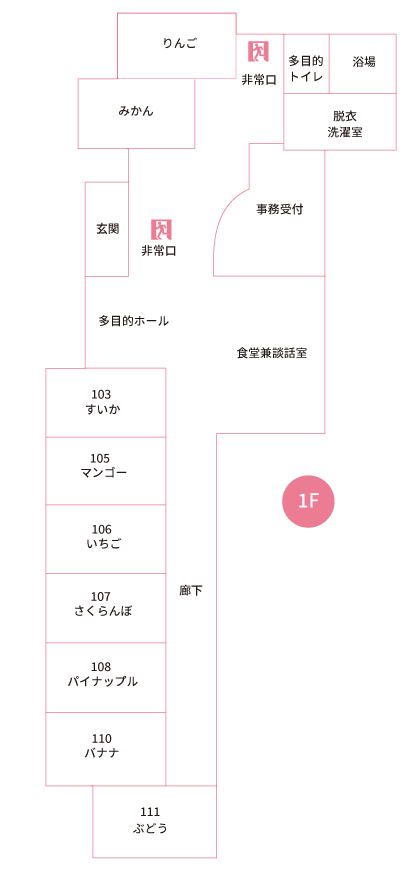 りんご
非常口
多目的
トイレ
浴場
みかん
脱衣
洗濯室
事務受付
玄関
非常口
多目的ホール
食堂兼談話室
103
すいか
105
マンゴー
1F
106
いちご
廊下
107
さくらんぼ
108
パイナップル
110
バナナ
111
ぶどう